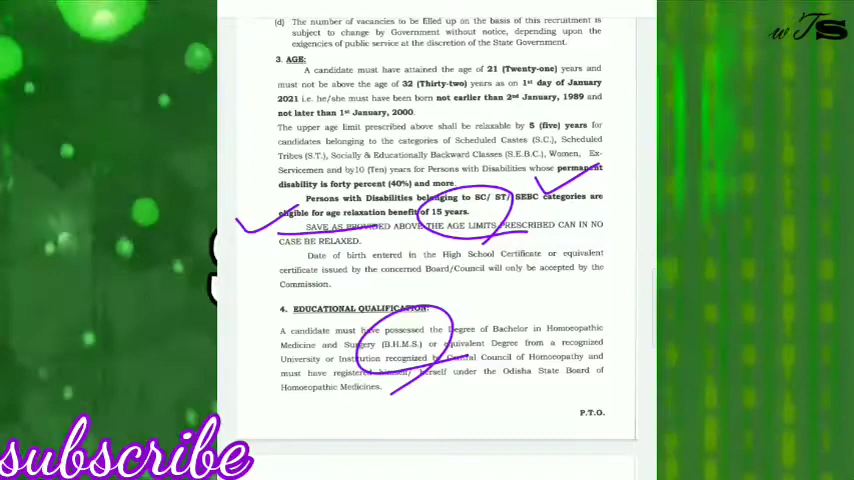 wTS
(d) The number of vacancies to be filled up on the basis of this recruitment is
subject to change by Government without notice, depending upon the
exigencies of public service at the discretion of the State Government.
3. AGE:
A candidate must have attained the age of 21 (Twenty-one) years and
must not be above the age of 32 (Thirty-two) years as on 1st day of January
2021 i.e. he/she must have been born not earlier than 2nd January, 1989 and
not later than 1st January, 2000.
The upper age limit prescribed above shall be relaxable by 5 (five) years for
candidates belonging to the categories of Scheduled Castes (S.C.), Scheduled
Tribes (S.T.), Socially & Educationally Backward Classes (S.E.B.C), Women, Ex-
Servicemen and by10 (Ten) years for Persons with Disabilities whose permanent
disability is forty percent (40%) and more.
Persons with Disabilities belonging to SC/ ST/ SEBC categories are
eligible for age relaxation benefit of 15 years.
SAVE AS PROVIDED ABOVE THE AGE LIMITS PRESCRIBED CAN IN NO
CASE BE RELAXED.
Date of birth entered in the High School Certificate or equivalent
certificate issued by the concerned Board/Council will only be accepted by the
Commission.
4. EDUCATIONAL QUALIFICATION:
A candidate must have possessed the Degree of Bachelor in Homoeopathic
Medicine and Surgery (B.H.M.S.) or equivalent Degree from a recognized
University or Institution recognized by Central Council of Homoeopathy and
must have registered himself/ herself under the Odisha State Board of
Homoeopathic Medicines.
P.T.O.
subscribe